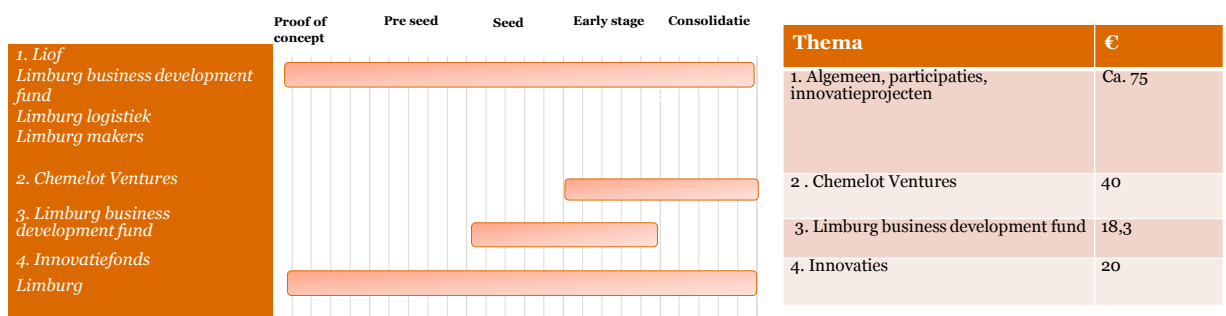 Proof of
concept
Pre seed
Seed
Early stage
Consolidatie
1. Liof
Limburg business development
fund
Limburg logistiek
Limburg makers
2. Chemelot Ventures
3. Limburg business
development fund
4. Innovatiefonds
Limburg
Thema €
1. Algemeen, participaties,
innovatieprojecten
Ca. 75
2 . Chemelot Ventures 40
3. Limburg business development fund 18,3
4. Innovaties 20